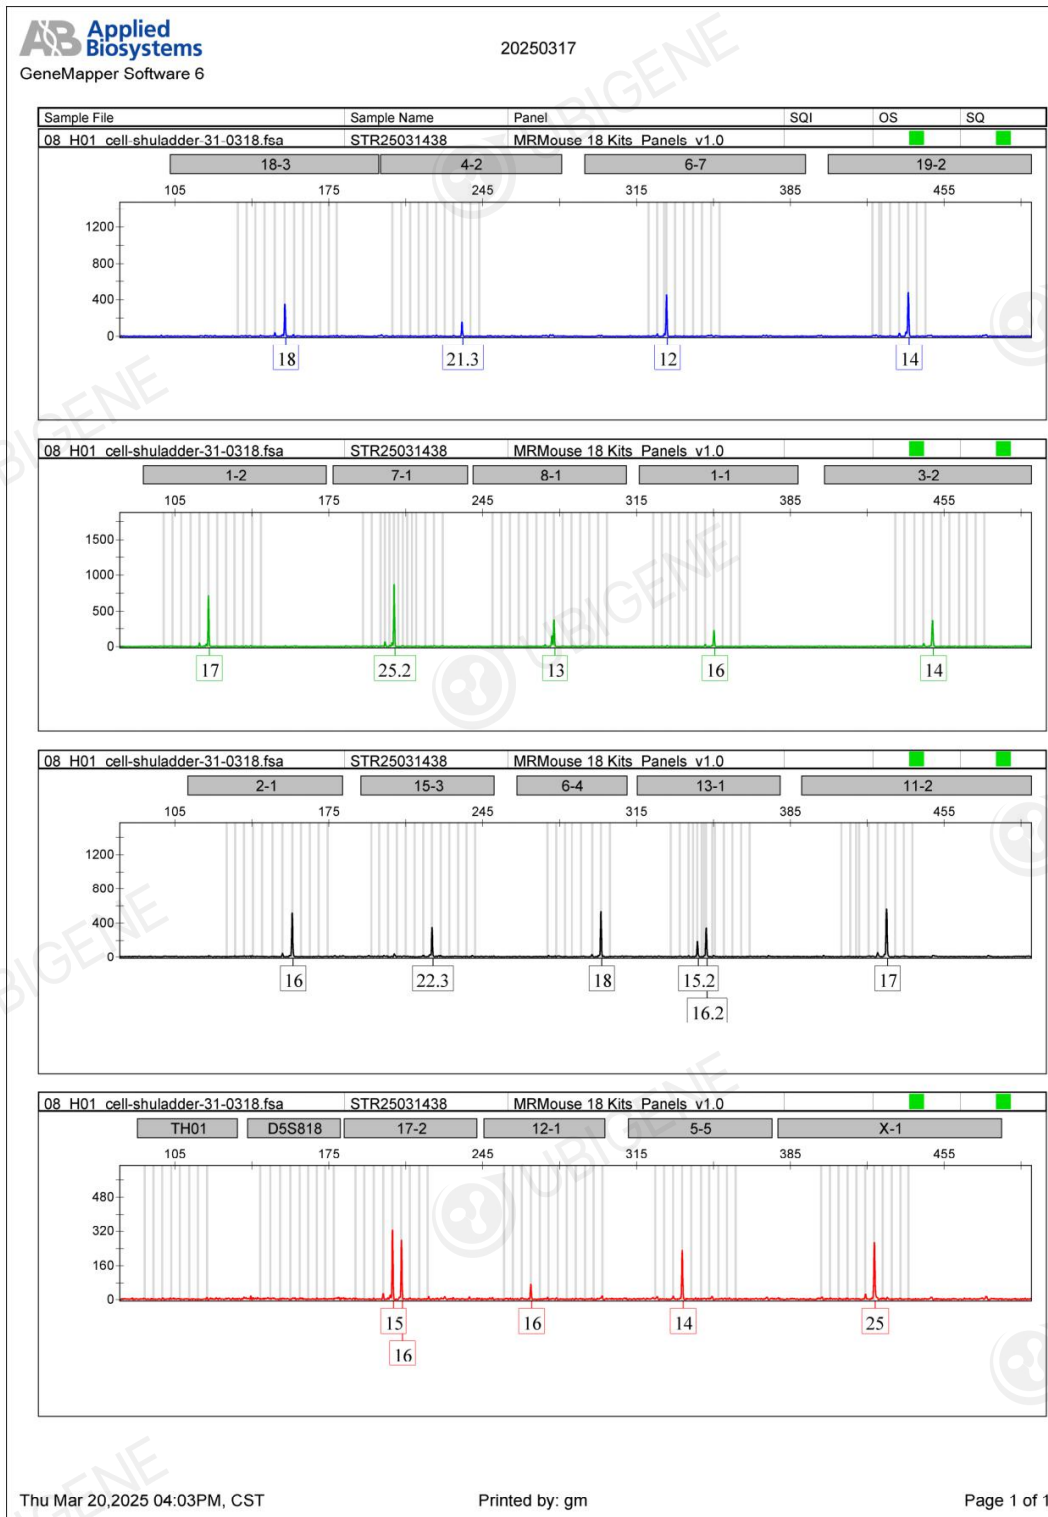 AB Applied Biosystems
GeneMapper Software 6
20250317
Sample File Sample Name Panel SQI OS SQ
08_H01_cell-shuladder-31-0318.fsa STR25031438 MRMouse 18 Kits_Panels_v1.0
18-3 4-2 6-7 19-2
105 175 245 315 385 455
1200
800
400
0
18 21.3 12 14
08_H01_cell-shuladder-31-0318.fsa STR25031438 MRMouse 18 Kits_Panels_v1.0
1-2 7-1 8-1 1-1 3-2
105 175 245 315 385 455
1500
1000
500
0
17 25.2 13 16 14
08_H01_cell-shuladder-31-0318.fsa STR25031438 MRMouse 18 Kits_Panels_v1.0
2-1 15-3 6-4 13-1 11-2
105 175 245 315 385 455
1200
800
400
0
16 22.3 18 15.2 17
16.2
08_H01_cell-shuladder-31-0318.fsa STR25031438 MRMouse 18 Kits_Panels_v1.0
TH01 D5S818 17-2 12-1 5-5 X-1
105 175 245 315 385 455
480
320
160
0
15 16 14 25
16
Thu Mar 20,2025 04:03PM, CST Printed by: gm Page 1 of 1
UBIGENE
UBIGENE
UBIGENE
UBIGENE
UBIGENE